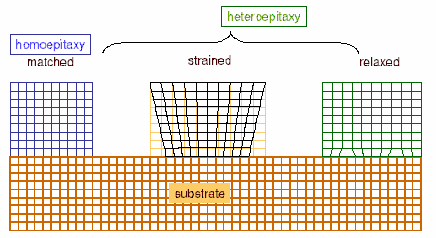 heteroepitaxy
homoepitaxy
matched
strained
relaxed
substrate